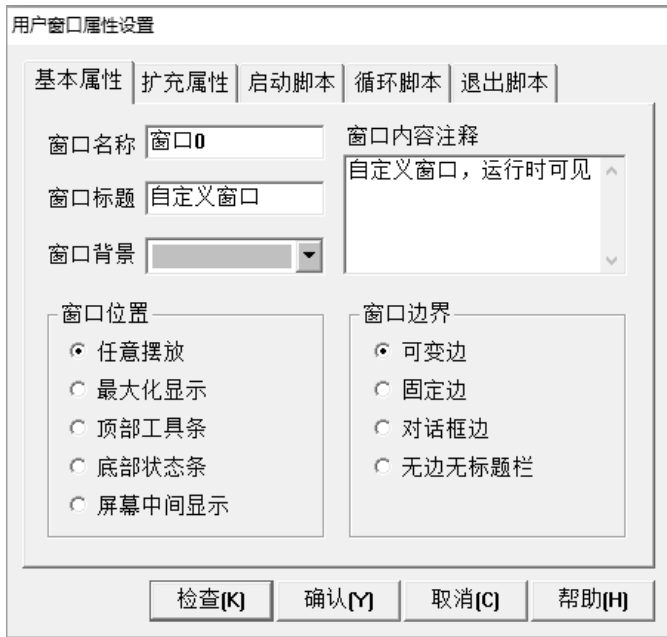 用户窗口属性设置
基本属性 扩充属性 启动脚本 循环脚本 退出脚本
窗口名称 窗口0
窗口标题 自定义窗口
窗口背景
窗口内容注释
自定义窗口，运行时可见
窗口位置
任意摆放
最大化显示
顶部工具条
底部状态条
屏幕中间显示
窗口边界
可变边
固定边
对话框边
无边无标题栏
检查(K) 确认(Y) 取消(C) 帮助(H)